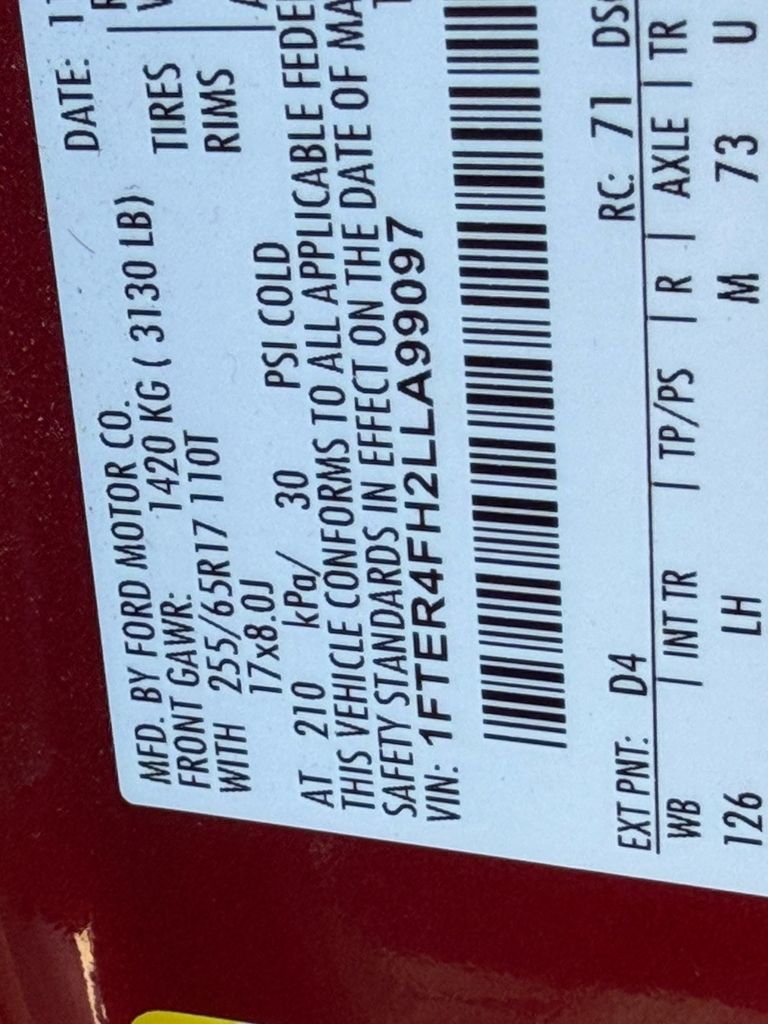 MFD. BY FORD MOTOR CO.
DATE: 1
FRONT GAWR: 1420 KG ( 3130 LB)
WITH 255/65R17 110T TIRES
17x8.0J RIMS
AT 210 kPa/ 30 PSI COLD
THIS VEHICLE CONFORMS TO ALL APPLICABLE FEDE
SAFETY STANDARDS IN EFFECT ON THE DATE OF MA
VIN: 1FTER4FH2LLA99097
EXT PNT: D4 RC: 71 DS
WB | INT TR | TP/PS | R | AXLE | TR
126 LH M 73 U